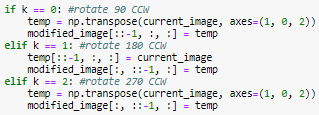 if k == 0: #rotate 90 CCW
    temp = np.transpose(current_image, axes=(1, 0, 2))
    modified_image[::-1, :, :] = temp
elif k == 1: #rotate 180 CCW
    temp[::-1, :, :] = current_image
    modified_image[:, ::-1, :] = temp
elif k == 2: #rotate 270 CCW
    temp = np.transpose(current_image, axes=(1, 0, 2))
    modified_image[:, ::-1, :] = temp